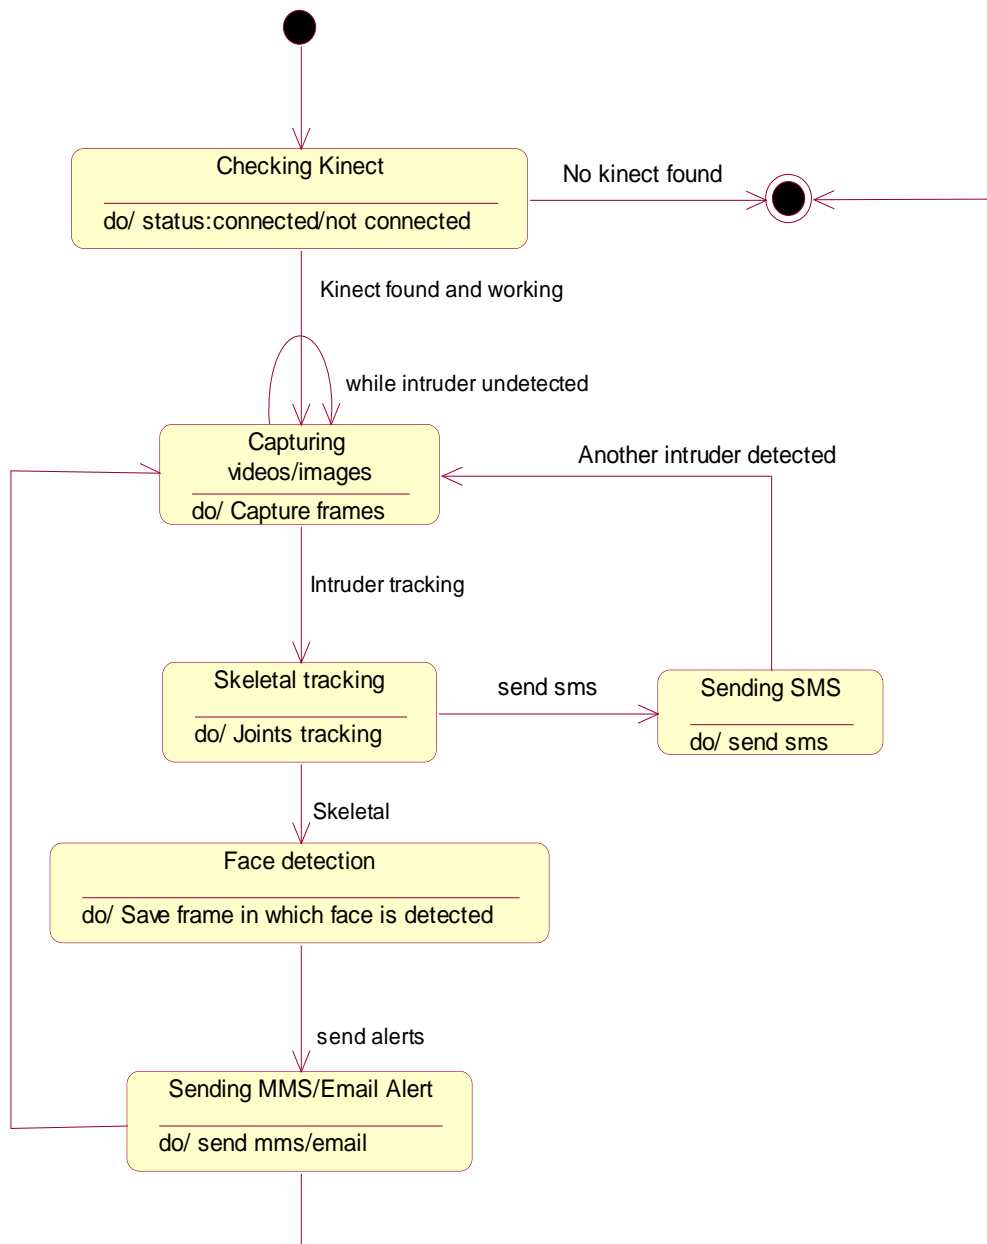 Checking Kinect
do/ status:connected/not connected
No kinect found
Kinect found and working
while intruder undetected
Capturing
videos/images
do/ Capture frames
Another intruder detected
Intruder tracking
Skeletal tracking
do/ Joints tracking
send sms
Sending SMS
do/ send sms
Skeletal
Face detection
do/ Save frame in which face is detected
send alerts
Sending MMS/Email Alert
do/ send mms/email